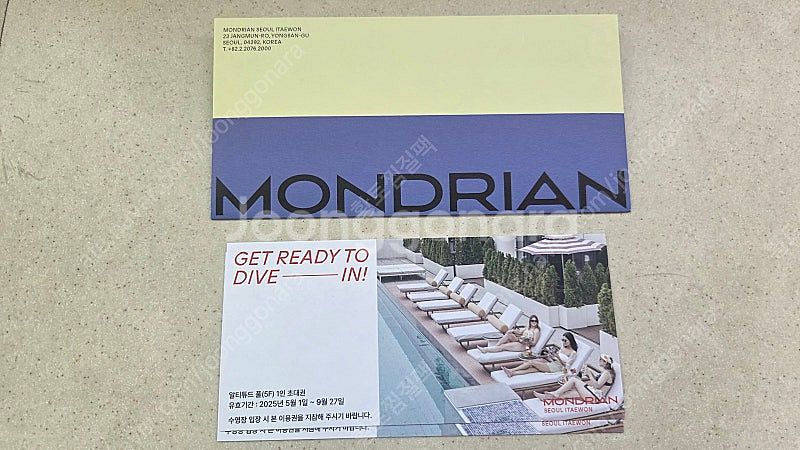 MONDRIAN SEOUL ITAEWON
23 JANGMUN-RO, YONGSAN-GU
SEOUL, 04392, KOREA
T.+82.2.2076.2000
MONDRIAN
Joonggonara
GET READY TO
DIVE IN!
알티튜드 풀(5F) 1인 초대권
유효기간 : 2025년 5월 1일 ~ 9월 27일
수영장 입장 시 본 이용권을 지참해 주시기 바랍니다.
MONDRIAN
SEOUL ITAEWON
SEOUL ITAEWON